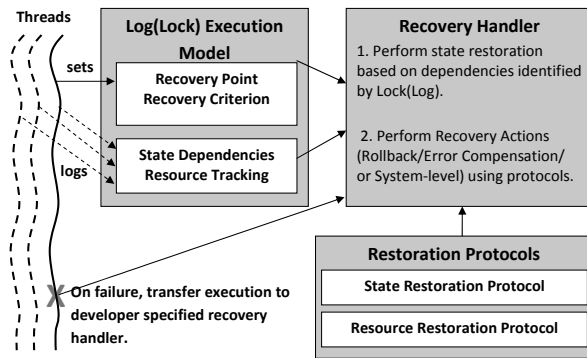 Threads
Log(Lock) Execution
Model
sets
Recovery Point
Recovery Criterion
State Dependencies
Resource Tracking
logs
Recovery Handler
1. Perform state restoration
based on dependencies identified
by Lock(Log).
2. Perform Recovery Actions
(Rollback/Error Compensation/
or System-level) using protocols.
On failure, transfer execution to
developer specified recovery
handler.
Restoration Protocols
State Restoration Protocol
Resource Restoration Protocol